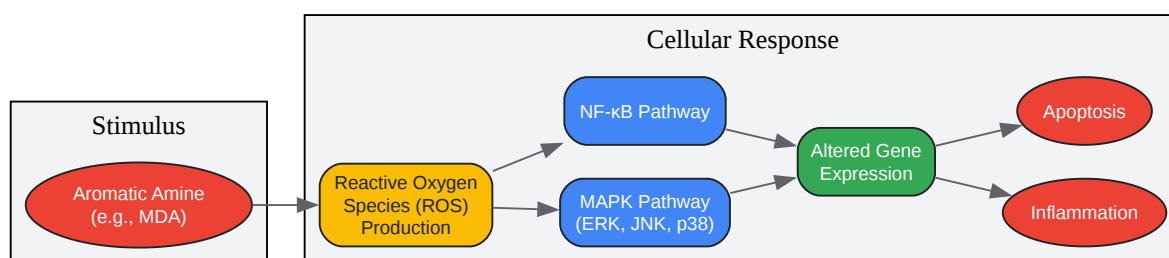 Stimulus
Aromatic Amine
(e.g., MDA)
Cellular Response
Reactive Oxygen
Species (ROS)
Production
NF-κB Pathway
MAPK Pathway
(ERK, JNK, p38)
Altered Gene
Expression
Apoptosis
Inflammation